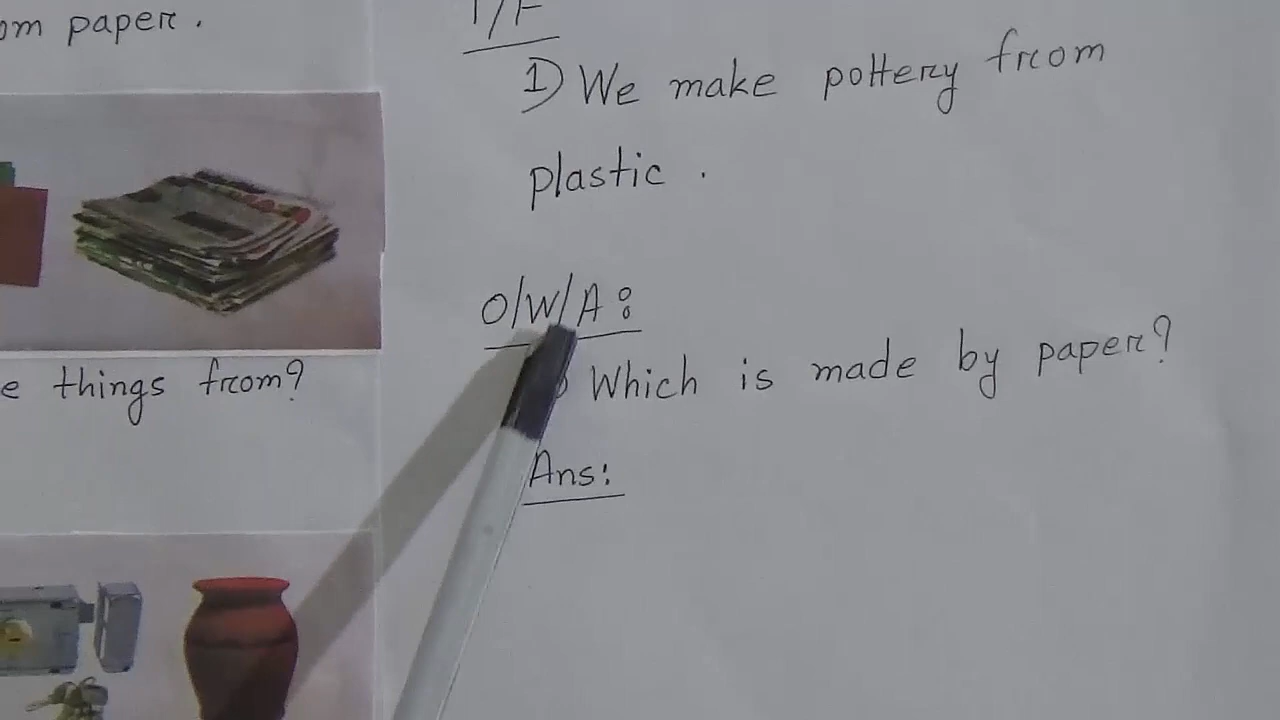 om paper.
T/F
1) We make pottery from
plastic.
O/W/A:
Which is made by paper?
e things from?
Ans: